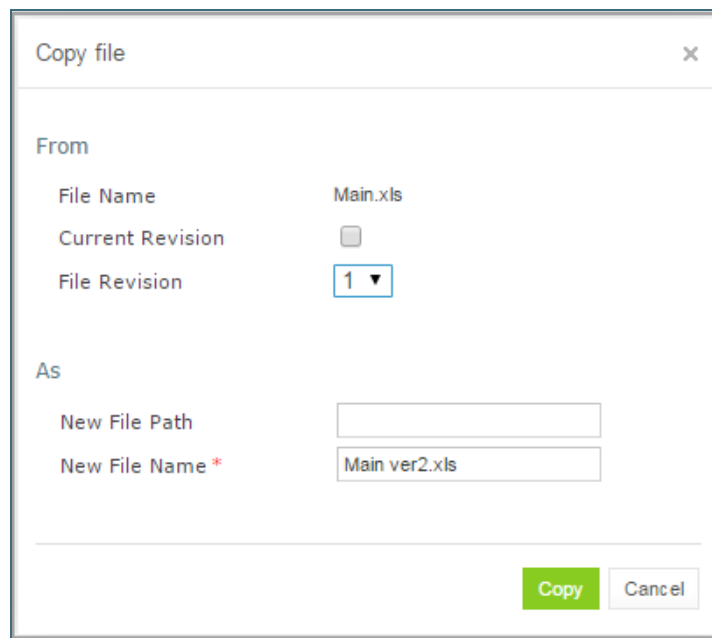 Copy file ×
From
File Name Main.xls
Current Revision
File Revision 1
As
New File Path
New File Name * Main ver2.xls
Copy Cancel